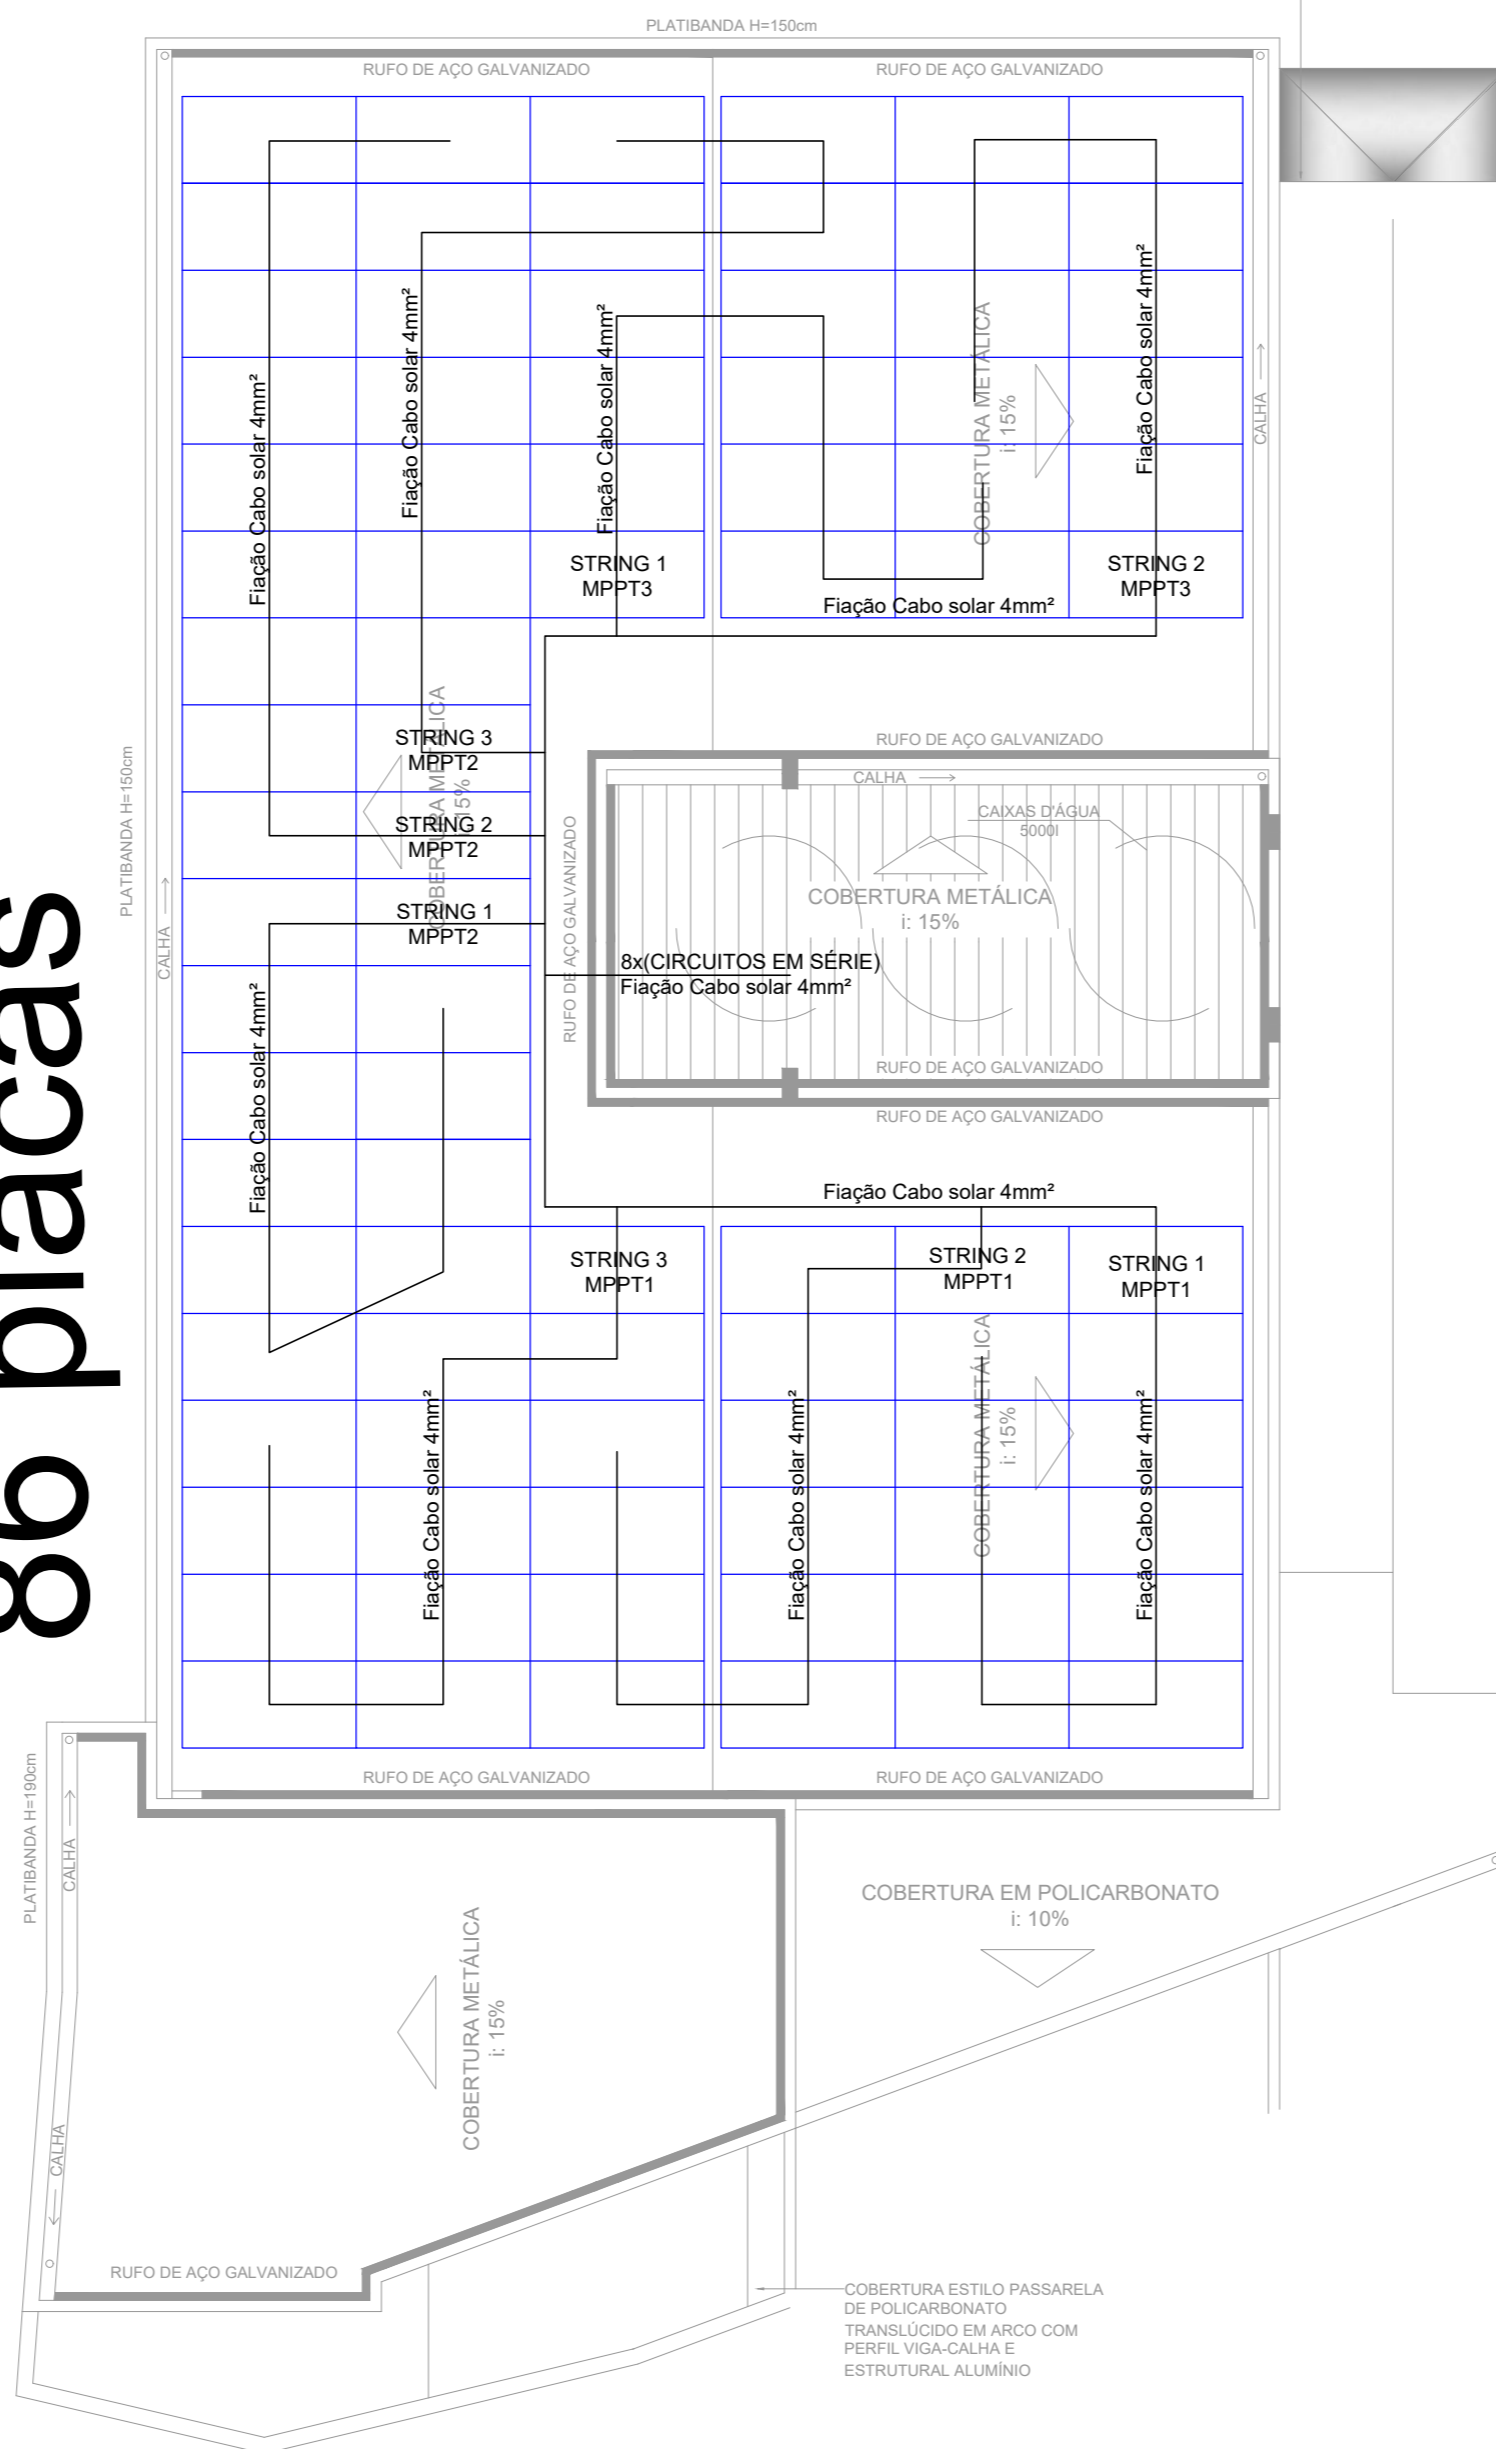 PLATIBANDA H=150cm
RUFO DE AÇO GALVANIZADO
RUFO DE AÇO GALVANIZADO
Fiação Cabo solar 4mm²
Fiação Cabo solar 4mm²
Fiação Cabo solar 4mm²
COBERTURA METÁLICA
i: 15%
Fiação Cabo solar 4mm²
CALHA
STRING 1
MPPT3
STRING 2
MPPT3
Fiação Cabo solar 4mm²
STRING 3
MPPT2
STRING 2
MPPT2
STRING 1
MPPT2
COBERTURA METÁLICA
i: 15%
PLATIBANDA H=150cm
CALHA
86 placas
RUFO DE AÇO GALVANIZADO
CALHA
CAIXAS D'ÁGUA
5000l
COBERTURA METÁLICA
i: 15%
RUFO DE AÇO GALVANIZADO
8x(CIRCUITOS EM SÉRIE)
Fiação Cabo solar 4mm²
RUFO DE AÇO GALVANIZADO
RUFO DE AÇO GALVANIZADO
Fiação Cabo solar 4mm²
Fiação Cabo solar 4mm²
STRING 3
MPPT1
STRING 2
MPPT1
STRING 1
MPPT1
Fiação Cabo solar 4mm²
Fiação Cabo solar 4mm²
COBERTURA METÁLICA
i: 15%
Fiação Cabo solar 4mm²
RUFO DE AÇO GALVANIZADO
RUFO DE AÇO GALVANIZADO
PLATIBANDA H=190cm
CALHA
COBERTURA EM POLICARBONATO
i: 10%
COBERTURA METÁLICA
i: 15%
CALHA
RUFO DE AÇO GALVANIZADO
COBERTURA ESTILO PASSARELA
DE POLICARBONATO
TRANSLÚCIDO EM ARCO COM
PERFIL VIGA-CALHA E
ESTRUTURAL ALUMÍNIO